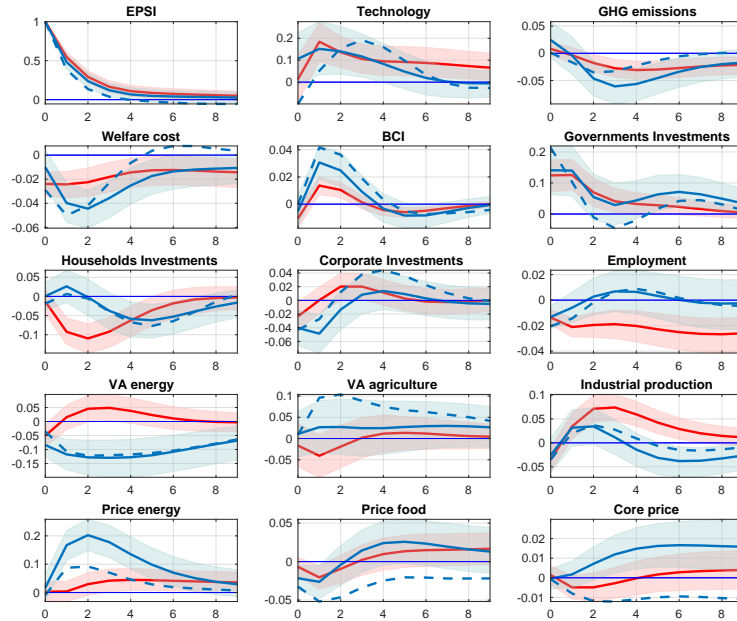 EPSI
1
0.5
0
0 2 4 6 8
Technology
0.2
0.1
0
0 2 4 6 8
GHG emissions
0.05
0
-0.05
0 2 4 6 8
Welfare cost
0
-0.02
-0.04
-0.06
0 2 4 6 8
BCI
0.04
0.02
0
0 2 4 6 8
Governments Investments
0.2
0.1
0
0 2 4 6 8
Households Investments
0.05
0
-0.05
-0.1
0 2 4 6 8
Corporate Investments
0.04
0.02
0
-0.02
-0.04
-0.06
0 2 4 6 8
Employment
0.02
0
-0.02
-0.04
0 2 4 6 8
VA energy
0.05
0
-0.05
-0.1
-0.15
0 2 4 6 8
VA agriculture
0.1
0.05
0
-0.05
0 2 4 6 8
Industrial production
0.1
0.05
0
-0.05
0 2 4 6 8
Price energy
0.2
0.1
0
0 2 4 6 8
Price food
0.05
0
-0.05
0 2 4 6 8
Core price
0.02
0.01
0
-0.01
0 2 4 6 8